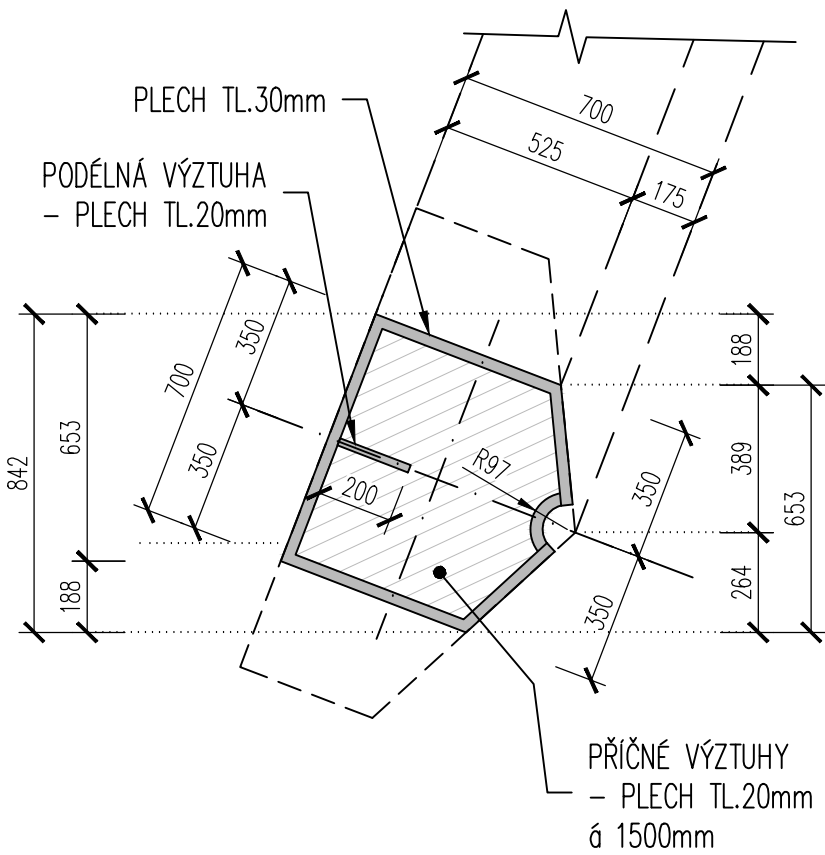 PLECH TL.30mm
PODÉLNÁ VÝZTUHA
– PLECH TL.20mm
700
525
175
350
700
350
188
653
842
389
653
R97
350
200
188
264
350
PŘÍČNÉ VÝZTUHY
– PLECH TL.20mm
á 1500mm